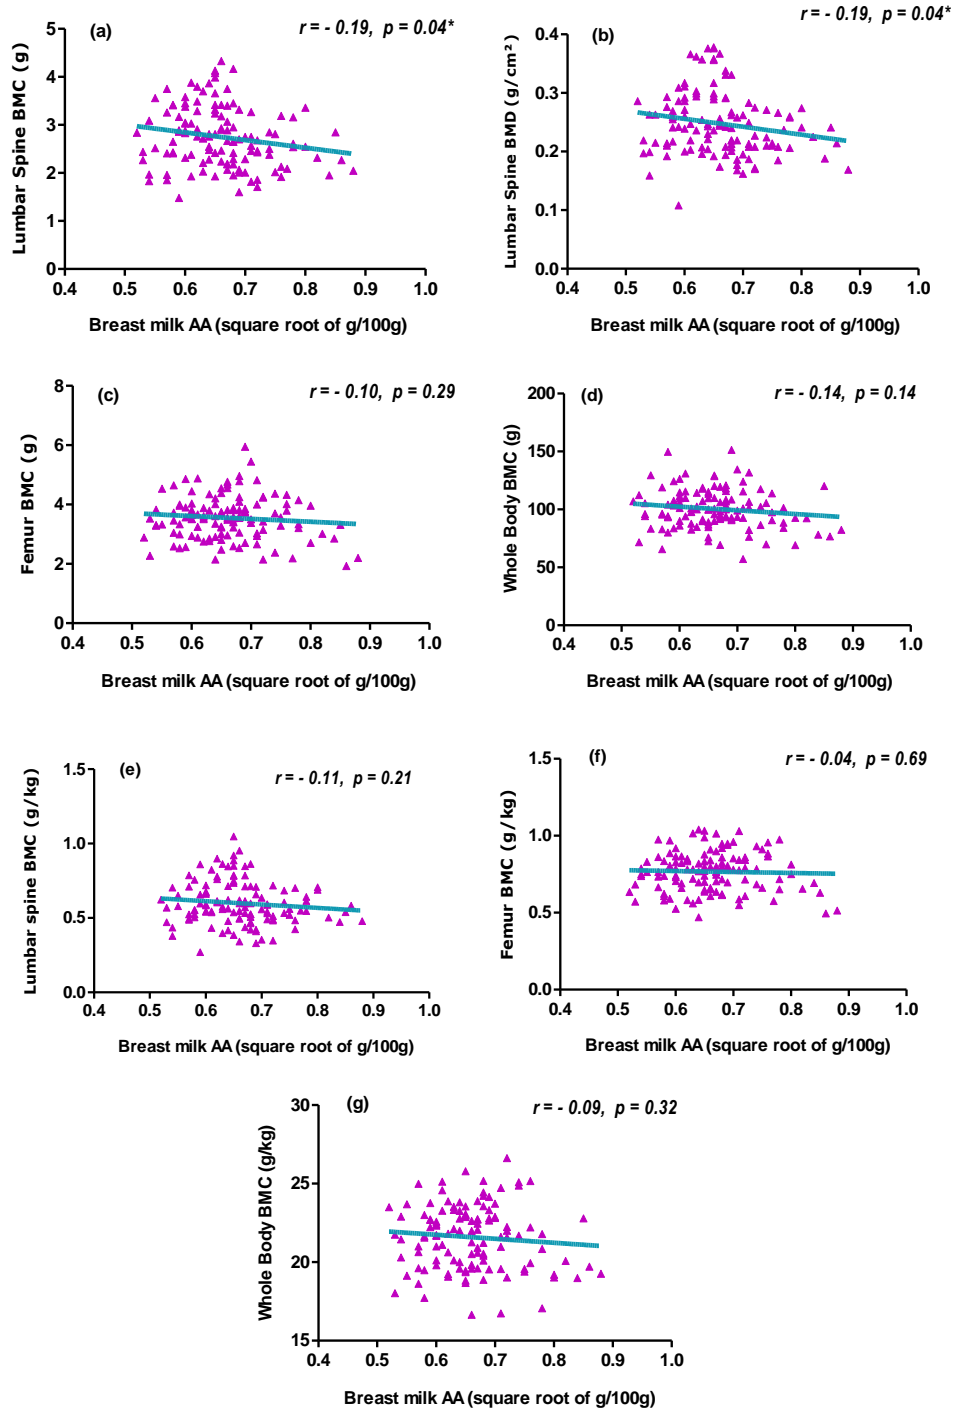 (a)
r = - 0.19, p = 0.04*
Lumbar Spine BMC (g)
5
4
3
2
1
0
0.4 0.5 0.6 0.7 0.8 0.9 1.0
Breast milk AA (square root of g/100g)
(b)
r = - 0.19, p = 0.04*
Lumbar Spine BMD (g/cm²)
0.4
0.3
0.2
0.1
0.0
0.4 0.5 0.6 0.7 0.8 0.9 1.0
Breast milk AA (square root of g/100g)
(c)
r = - 0.10, p = 0.29
Femur BMC (g)
8
6
4
2
0
0.4 0.5 0.6 0.7 0.8 0.9 1.0
Breast milk AA (square root of g/100g)
(d)
r = - 0.14, p = 0.14
Whole Body BMC (g)
200
150
100
50
0
0.4 0.5 0.6 0.7 0.8 0.9 1.0
Breast milk AA (square root of g/100g)
(e)
r = - 0.11, p = 0.21
Lumbar spine BMC (g/kg)
1.5
1.0
0.5
0.0
0.4 0.5 0.6 0.7 0.8 0.9 1.0
Breast milk AA (square root of g/100g)
(f)
r = - 0.04, p = 0.69
Femur BMC (g/kg)
1.5
1.0
0.5
0.0
0.4 0.5 0.6 0.7 0.8 0.9 1.0
Breast milk AA (square root of g/100g)
(g)
r = - 0.09, p = 0.32
Whole Body BMC (g/kg)
30
25
20
15
0.4 0.5 0.6 0.7 0.8 0.9 1.0
Breast milk AA (square root of g/100g)